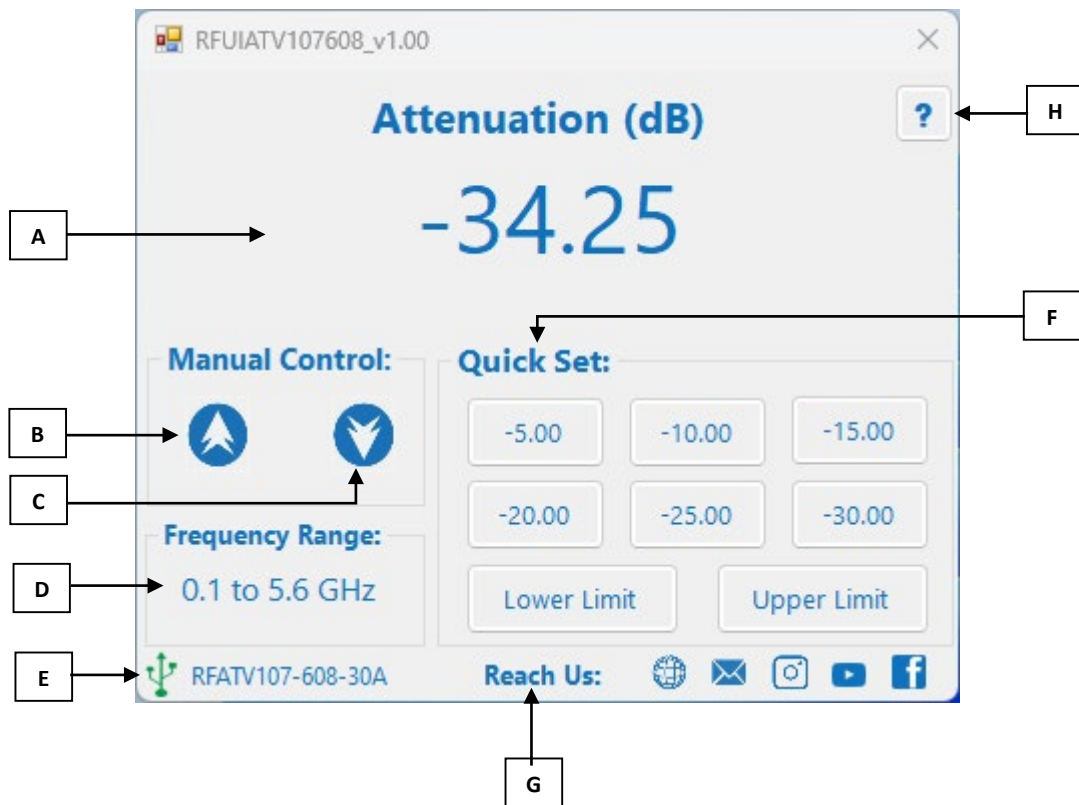 RFUIATV107608_v1.00
Attenuation (dB)
?
H
-34.25
A
F
Manual Control:
B
C
Quick Set:
-5.00 -10.00 -15.00
-20.00 -25.00 -30.00
Lower Limit Upper Limit
Frequency Range:
D
0.1 to 5.6 GHz
E
RFATV107-608-30A
Reach Us:
G